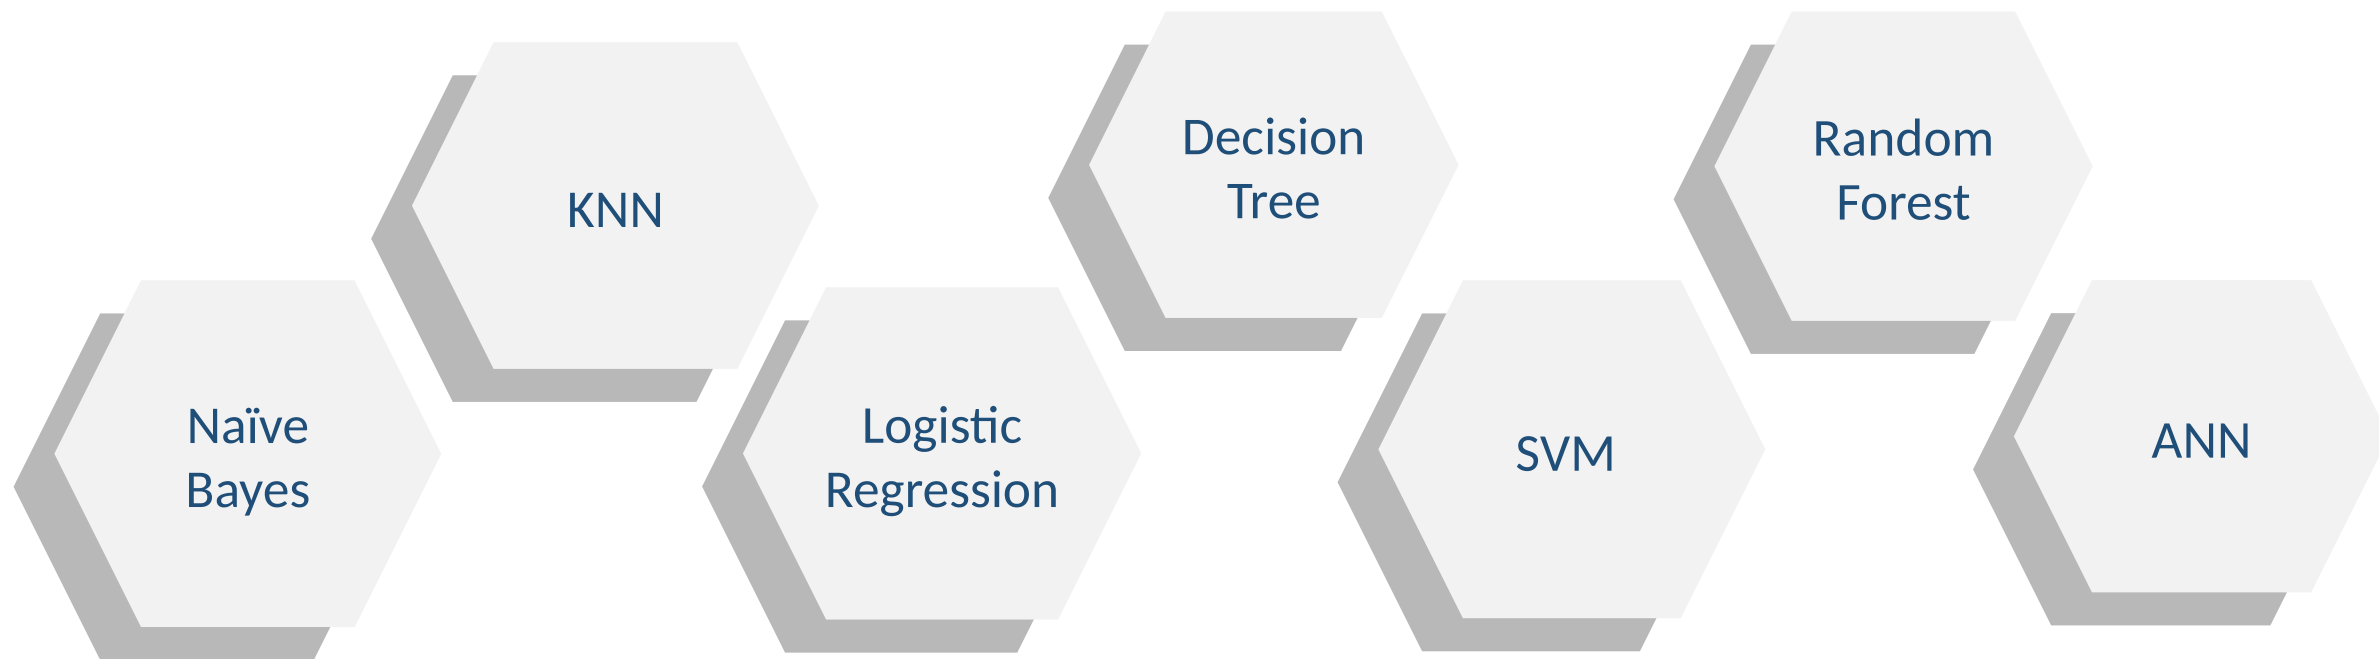 Naïve
Bayes
KNN
Logistic
Regression
Decision
Tree
SVM
Random
Forest
ANN